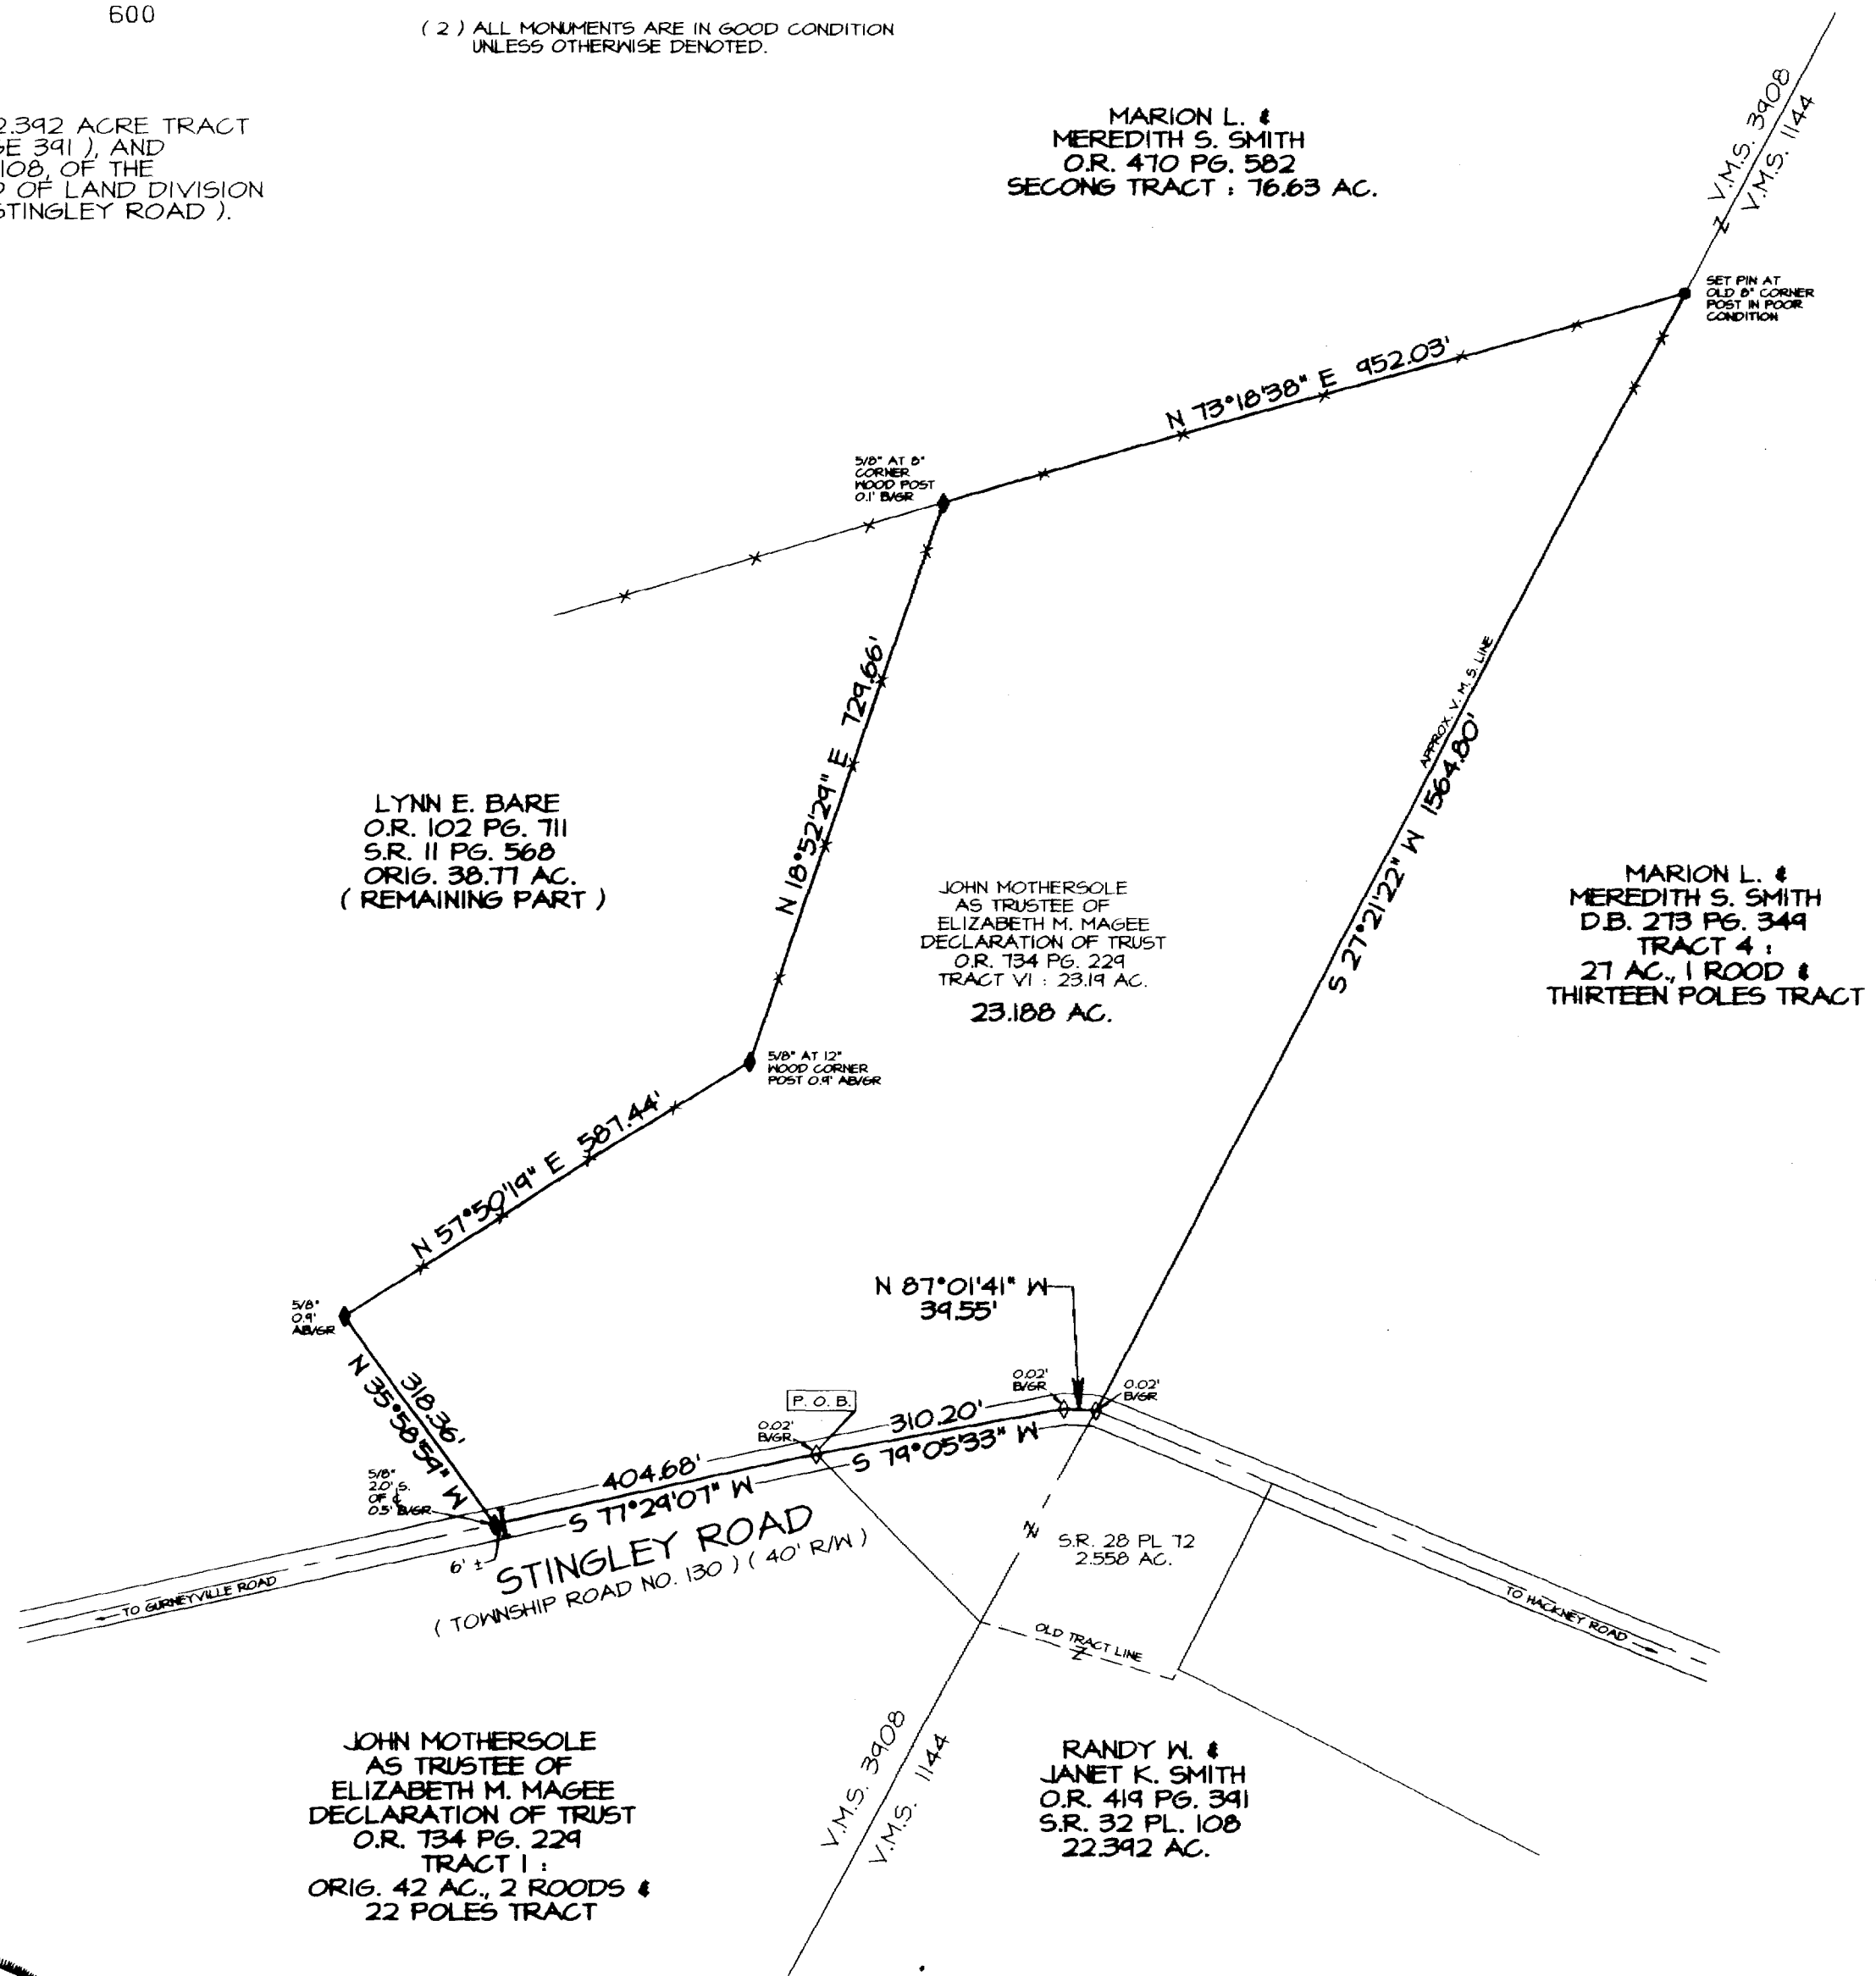 600
( 2 ) ALL MONUMENTS ARE IN GOOD CONDITION
UNLESS OTHERWISE DENOTED.
2.392 ACRE TRACT
GE 391 ), AND
108, OF THE
OF LAND DIVISION
STINGLEY ROAD ).
MARION L. &
MEREDITH S. SMITH
O.R. 470 PG. 582
SECONG TRACT : 76.63 AC.
V.M.S. 3908
V.M.S. 1144
SET PIN AT
OLD 8" CORNER
POST IN POOR
CONDITION
N 73°18'38" E 952.03'
5/8" AT 8"
CORNER
WOOD POST
0.1' B/GR
N 18°52'29" E 729.66'
APPROX. V. M. S. LINE
S 27°21'22" W 1564.80'
LYNN E. BARE
O.R. 102 PG. 711
S.R. 11 PG. 568
ORIG. 38.77 AC.
( REMAINING PART )
JOHN MOTHERSOLE
AS TRUSTEE OF
ELIZABETH M. MAGEE
DECLARATION OF TRUST
O.R. 734 PG. 229
TRACT VI : 23.19 AC.
23.188 AC.
MARION L. &
MEREDITH S. SMITH
D.B. 273 PG. 349
TRACT 4 :
27 AC., 1 ROOD &
THIRTEEN POLES TRACT
5/8" AT 12"
WOOD CORNER
POST 0.9' AB/GR
N 57°50'19" E 587.44'
5/8"
0.9'
AB/GR
N 87°01'41" W
39.55'
318.36'
N 35°58'59" W
0.02'
B/GR
0.02'
B/GR
P. O. B.
0.02'
B/GR
310.20'
S 79°05'33" W
5/8"
2.0' S.
OF ℄
0.5' B/GR
404.68'
S 77°29'07" W
6' ±
STINGLEY ROAD
( TOWNSHIP ROAD NO. 130 ) ( 40' R/W )
TO GURNEYVILLE ROAD
S.R. 28 PL 72
2.558 AC.
TO HACKNEY ROAD
OLD TRACT LINE
V.M.S. 3908
V.M.S. 1144
JOHN MOTHERSOLE
AS TRUSTEE OF
ELIZABETH M. MAGEE
DECLARATION OF TRUST
O.R. 734 PG. 229
TRACT I :
ORIG. 42 AC., 2 ROODS &
22 POLES TRACT
RANDY W. &
JANET K. SMITH
O.R. 419 PG. 391
S.R. 32 PL. 108
22.392 AC.